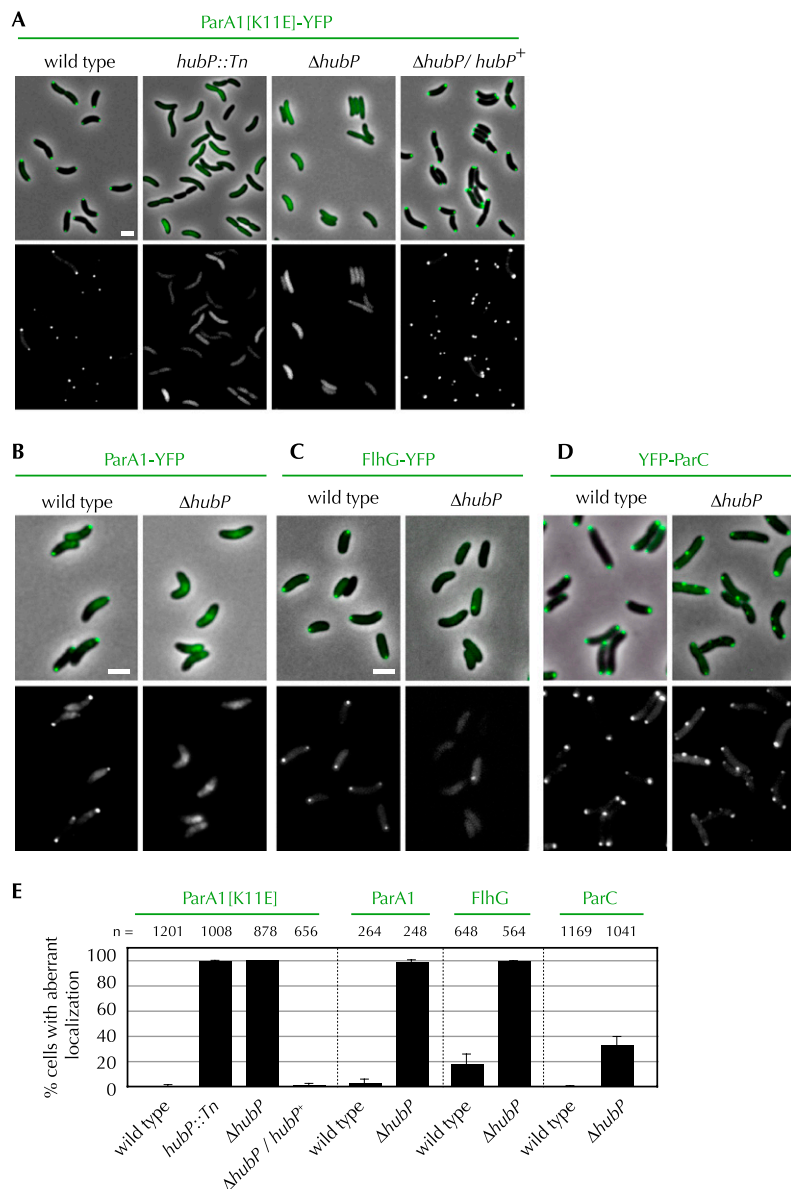 A
ParA1[K11E]-YFP
wild type hubP::Tn ΔhubP ΔhubP/ hubP+
B C D
ParA1-YFP FlhG-YFP YFP-ParC
wild type ΔhubP wild type ΔhubP wild type ΔhubP
E
ParA1[K11E] ParA1 FlhG ParC
n = 1201 1008 878 656 264 248 648 564 1169 1041
% cells with aberrant
localization
100
80
60
40
20
0
wild type hubP::Tn ΔhubP ΔhubP / hubP+ wild type ΔhubP wild type ΔhubP wild type ΔhubP